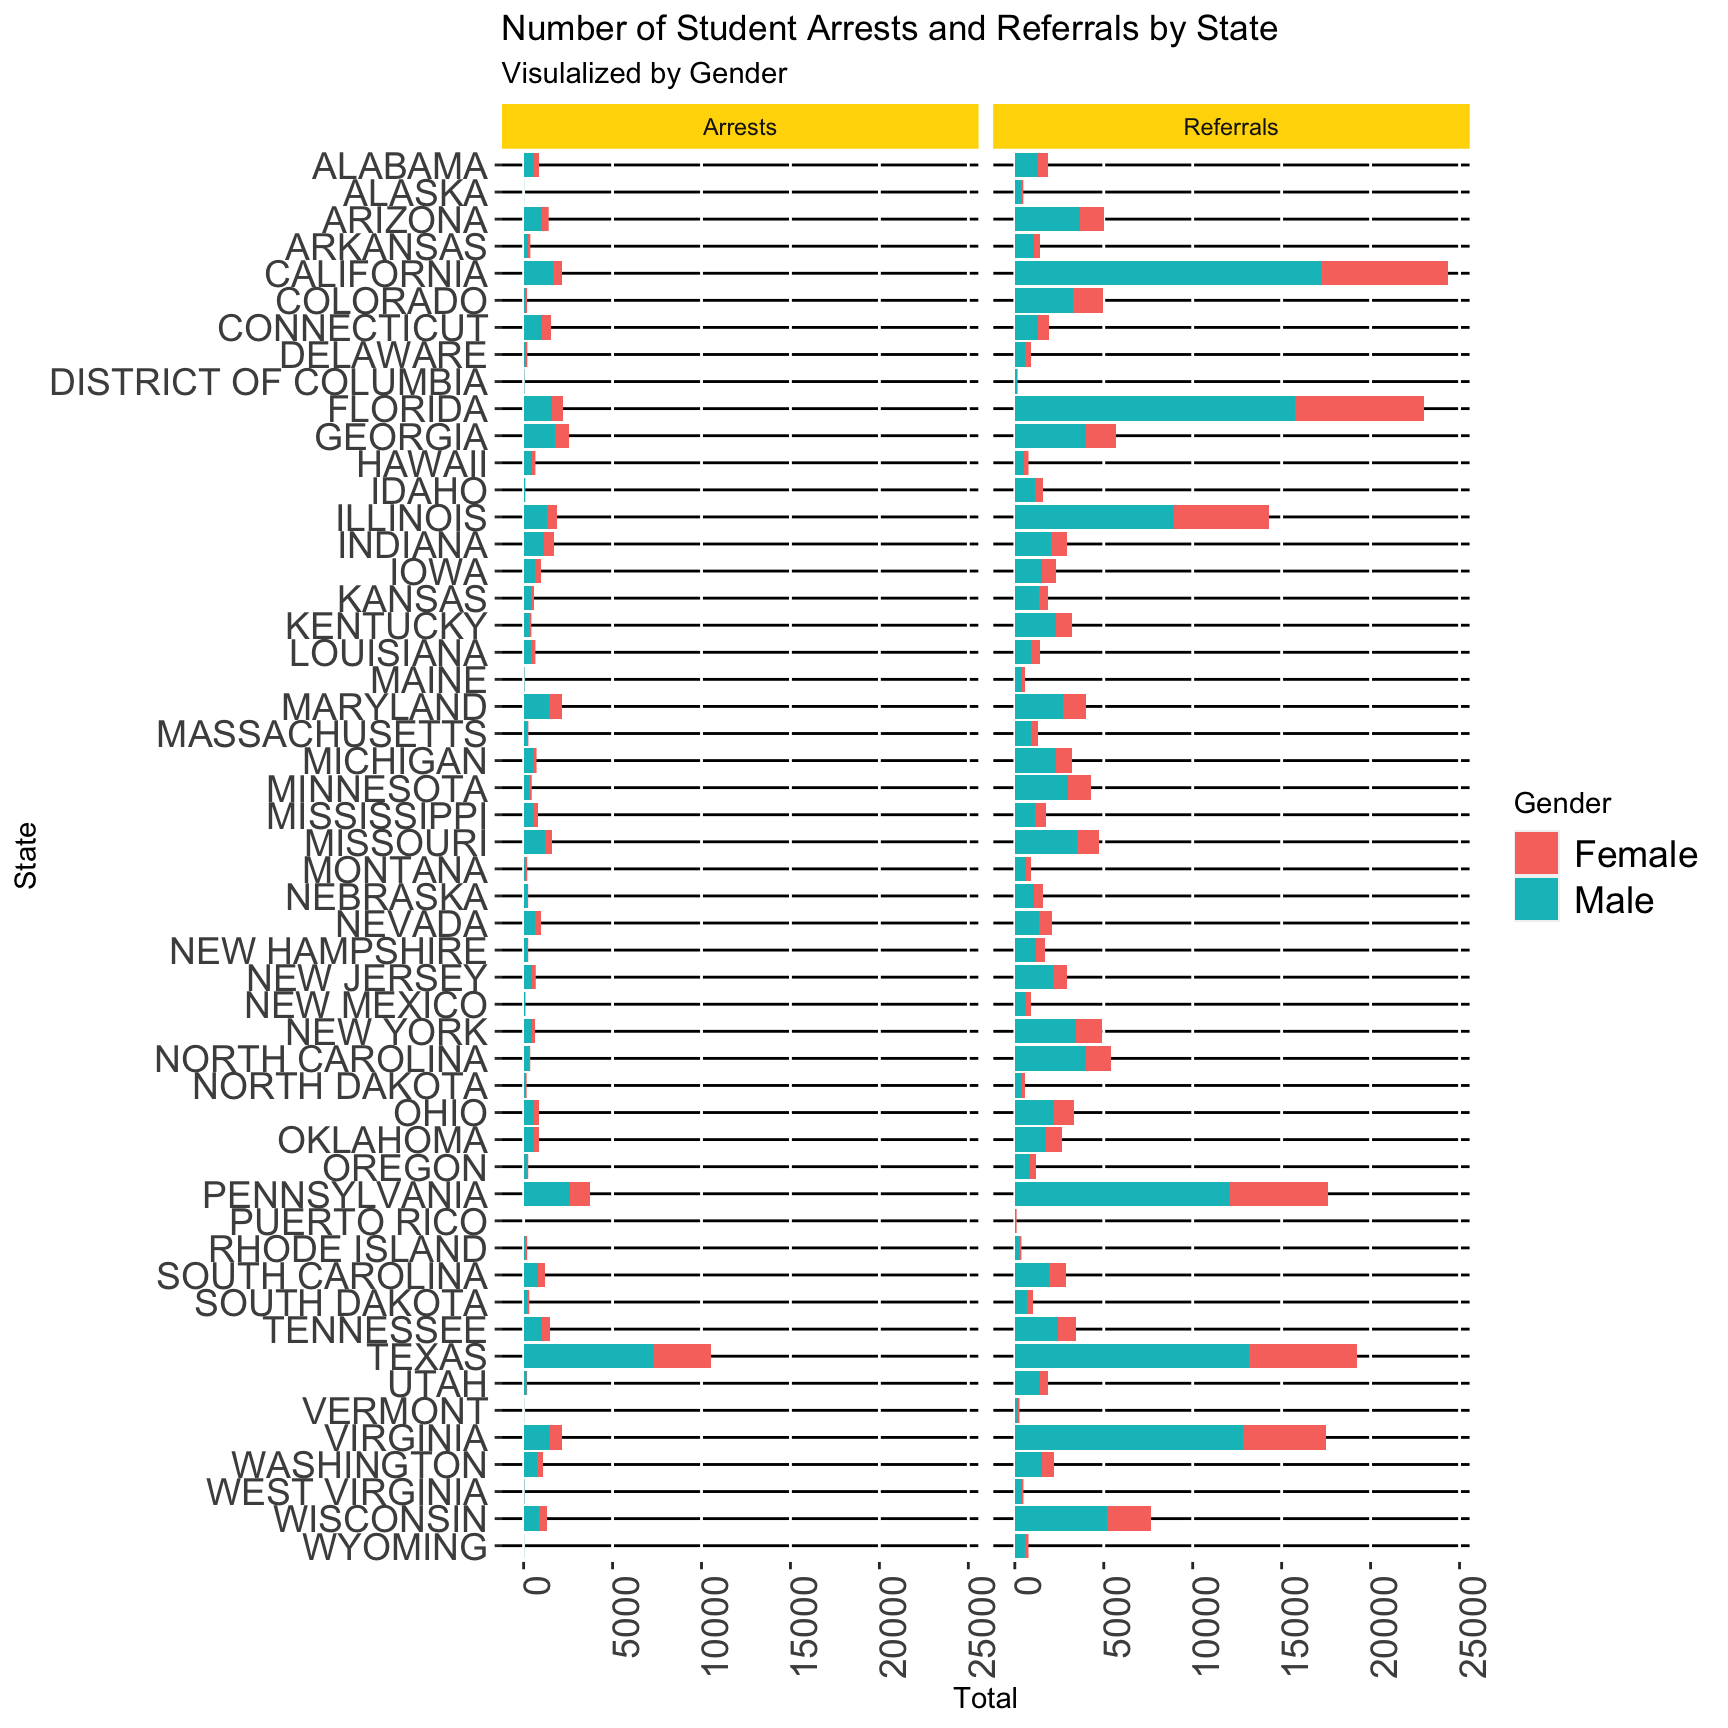 Number of Student Arrests and Referrals by State
Visulalized by Gender
Arrests
Referrals
ALABAMA
ALASKA
ARIZONA
ARKANSAS
CALIFORNIA
COLORADO
CONNECTICUT
DELAWARE
DISTRICT OF COLUMBIA
FLORIDA
GEORGIA
HAWAII
IDAHO
ILLINOIS
INDIANA
IOWA
KANSAS
KENTUCKY
LOUISIANA
MAINE
MARYLAND
MASSACHUSETTS
MICHIGAN
MINNESOTA
MISSISSIPPI
MISSOURI
MONTANA
NEBRASKA
NEVADA
NEW HAMPSHIRE
NEW JERSEY
NEW MEXICO
NEW YORK
NORTH CAROLINA
NORTH DAKOTA
OHIO
OKLAHOMA
OREGON
PENNSYLVANIA
PUERTO RICO
RHODE ISLAND
SOUTH CAROLINA
SOUTH DAKOTA
TENNESSEE
TEXAS
UTAH
VERMONT
VIRGINIA
WASHINGTON
WEST VIRGINIA
WISCONSIN
WYOMING
State
0
5000
10000
15000
20000
25000
0
5000
10000
15000
20000
25000
Total
Gender
Female
Male